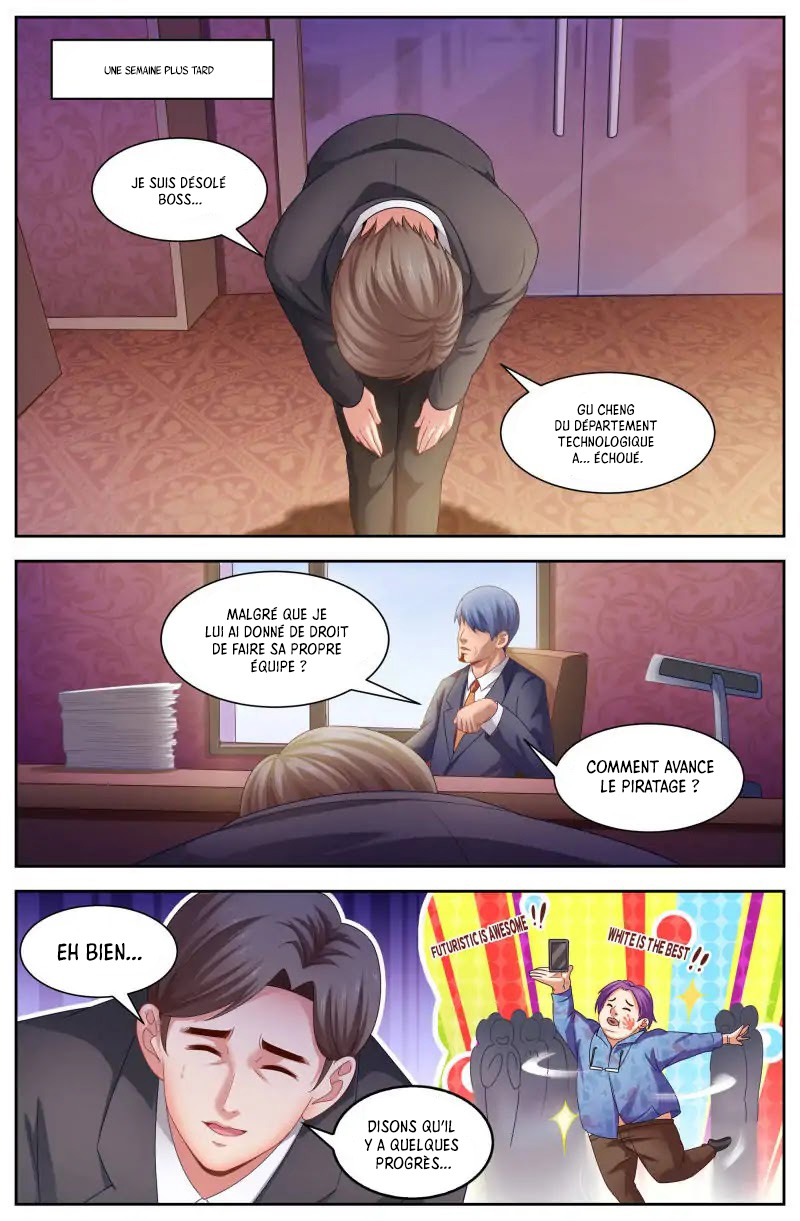 UNE SEMAINE PLUS TARD
JE SUIS DÉSOLÉ
BOSS...
GU CHENG
DU DÉPARTEMENT
TECHNOLOGIQUE
A... ÉCHOUÉ.
MALGRÉ QUE JE
LUI AI DONNÉ DE DROIT
DE FAIRE SA PROPRE
ÉQUIPE ?
COMMENT AVANCE
LE PIRATAGE ?
EH BIEN...
FUTURISTIC IS AWESOME !!
WHITE IS THE BEST !!
DISONS QU'IL
Y A QUELQUES
PROGRÈS...